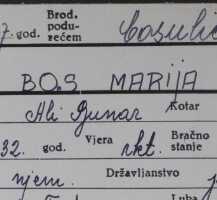 7. god. Brod. podu- rećem Cosulić
BOS MARIJA
Ali Gunar Kotar
32. god. Vjera rkt. Bračno stanje
njem. Državljanstvo